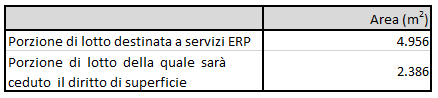 Area (m²)
Porzione di lotto destinata a servizi ERP 4.956
Porzione di lotto della quale sarà
ceduto il diritto di superficie 2.386